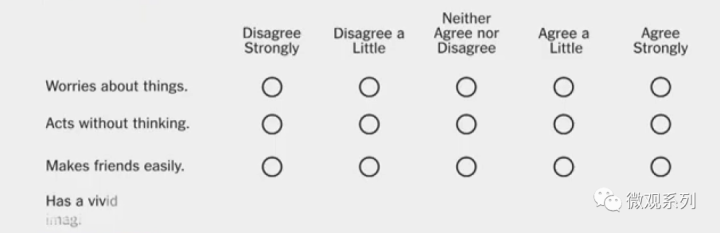 Disagree Strongly
Disagree a Little
Neither Agree nor Disagree
Agree a Little
Agree Strongly
Worries about things.
Acts without thinking.
Makes friends easily.
Has a vivid
imag
微观系列